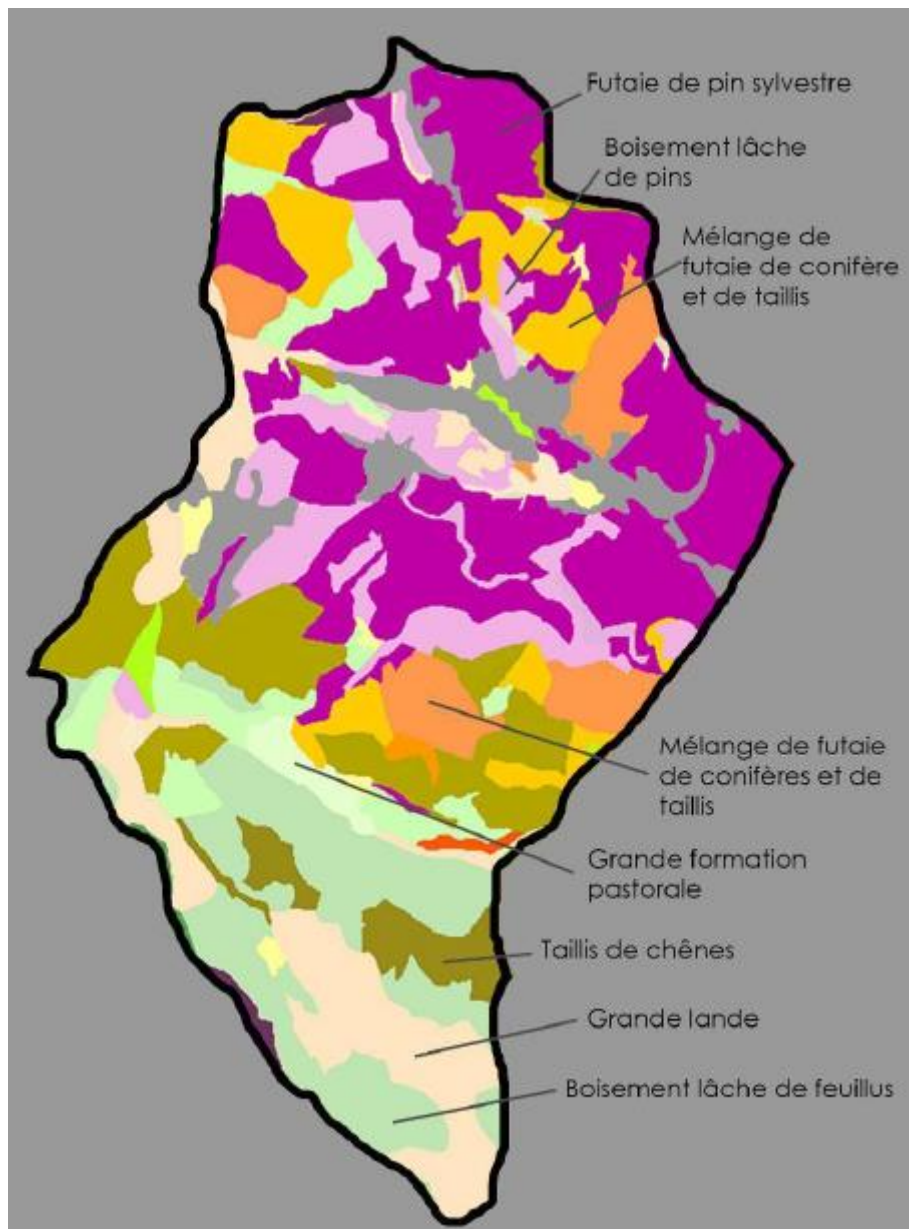 Futaie de pin sylvestre
Boisement lâche
de pins
Mélange de
futaie de conifère
et de taillis
Mélange de futaie
de conifères et de
taillis
Grande formation
pastorale
Taillis de chênes
Grande lande
Boisement lâche de feuillus